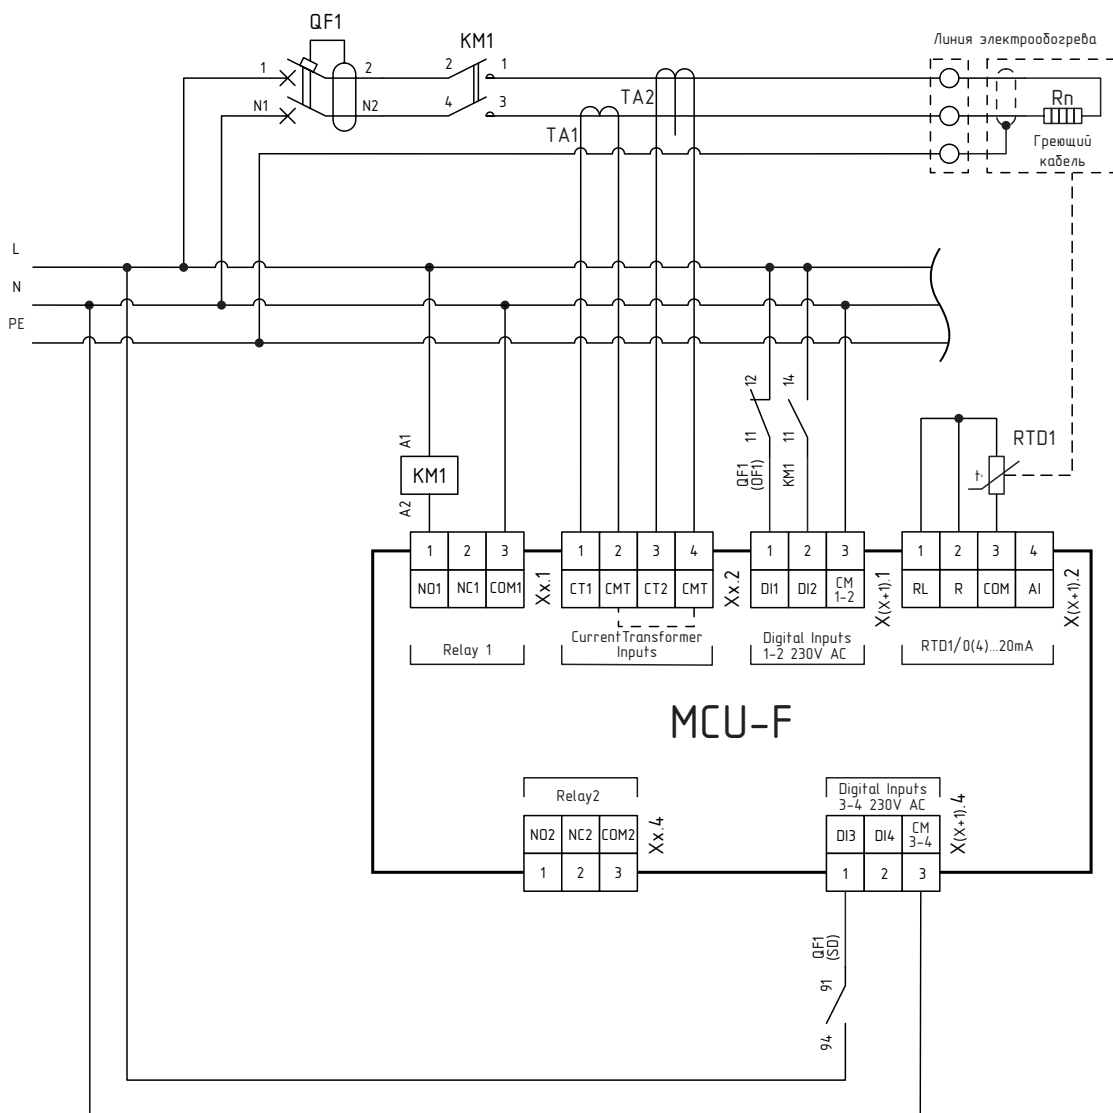 QF1
KM1
Линия электрообогрева
1
2
2
1
N1
N2
4
3
TA2
TA1
Rn
Греющий
кабель
L
N
PE
A1
KM1
A2
12
14
11
11
QF1
(OF1)
KM1
RTD1
t°
1
2
3
1
2
3
4
1
2
3
1
2
3
4
NO1
NC1
COM1
Xx.1
CT1
CMT
CT2
CMT
Xx.2
DI1
DI2
CM
1-2
X(x+1).1
RL
R
COM
AI
X(x+1).2
Relay 1
CurrentTransformer
Inputs
Digital Inputs
1-2 230V AC
RTD1/0(4)...20mA
MCU-F
Relay2
NO2
NC2
COM2
1
2
3
Xx.4
Digital Inputs
3-4 230V AC
DI3
DI4
CM
3-4
1
2
3
X(x+1).4
QF1
(SD)
91
94